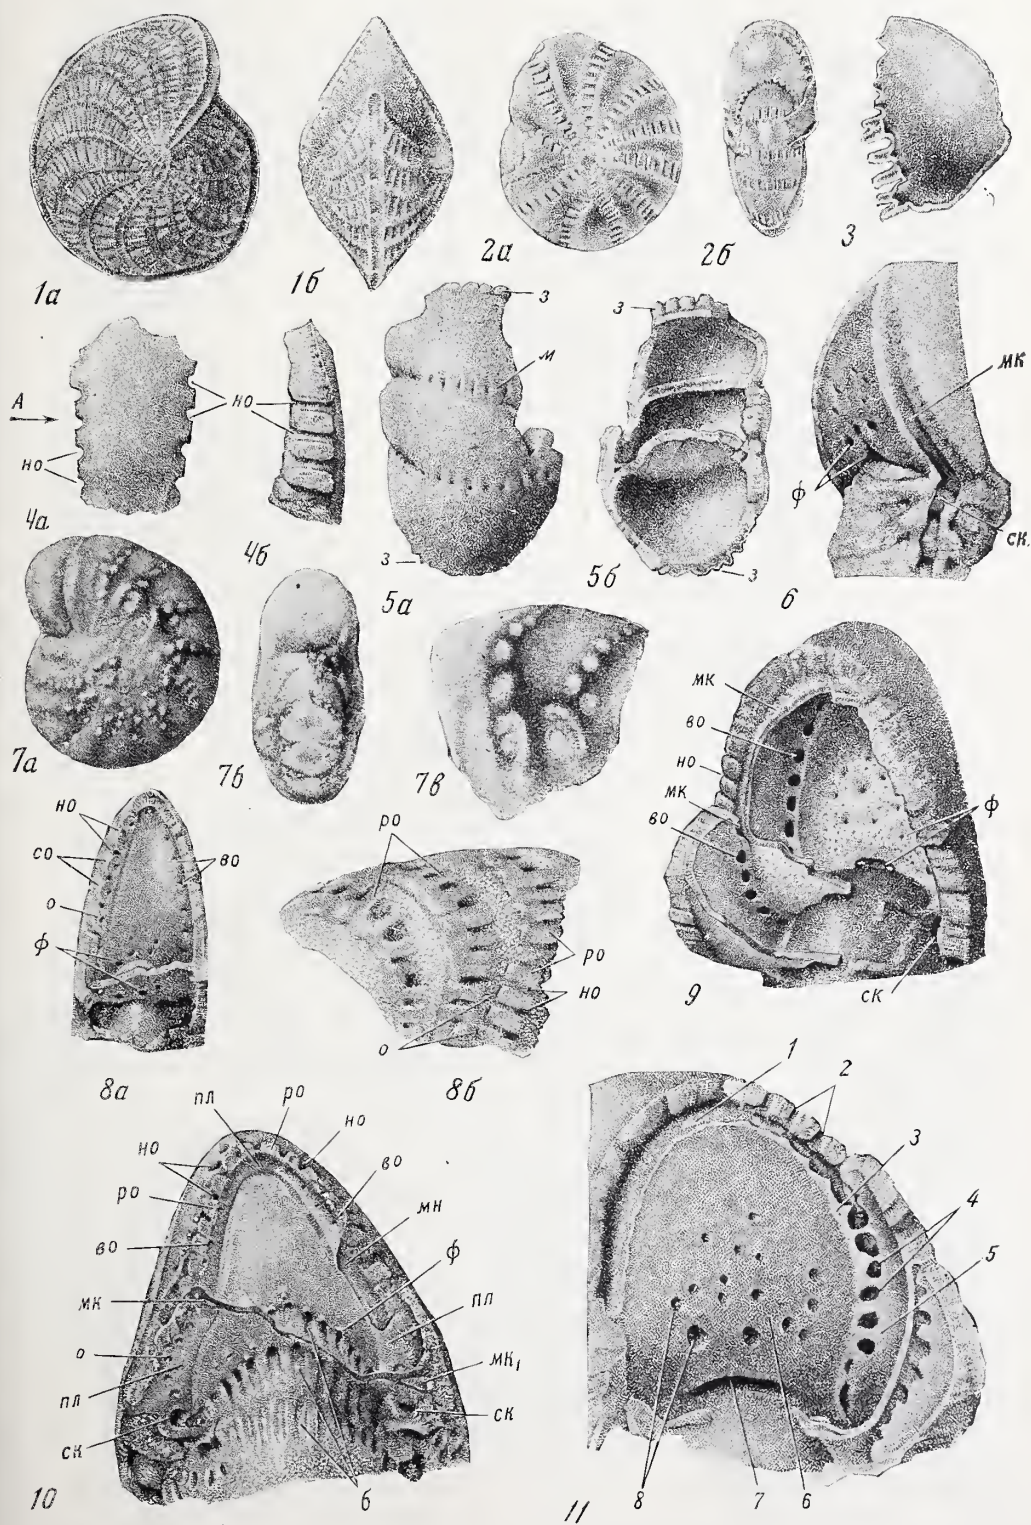 1а
1б
2а
2б
3
з
м
з
з
з
А
но
но
4а
4б
5а
5б
мк
ф
ск
6
7а
7б
7в
мк
во
но
мк
во
ф
ск
9
но
со
о
ф
во
8а
ро
ро
но
о
8б
пл
ро
но
но
ро
во
во
мн
ф
мк
пл
о
пл
мк1
ск
ск
б
10
1
2
3
4
5
8
7
6
11